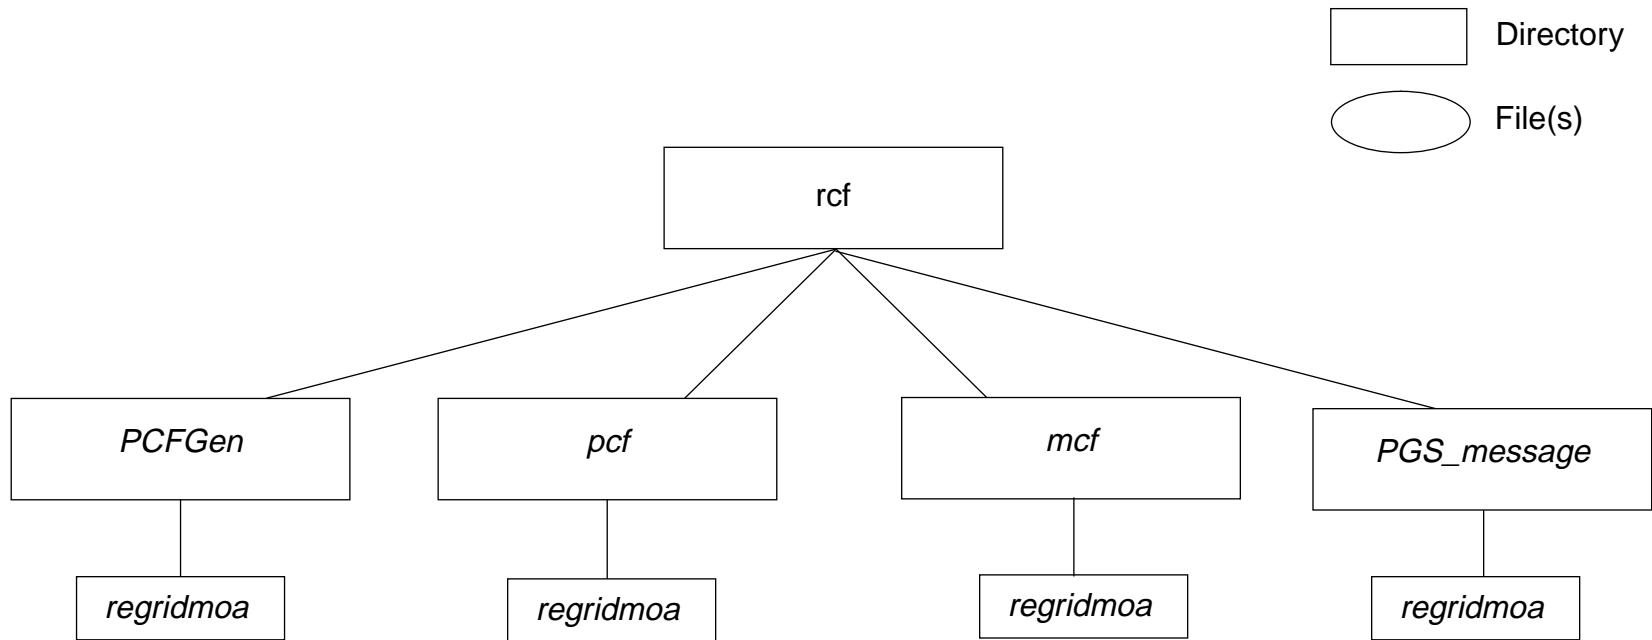 Directory
File(s)
rcf
PCFGen
pcf
mcf
PGS_message
regridmoa
regridmoa
regridmoa
regridmoa